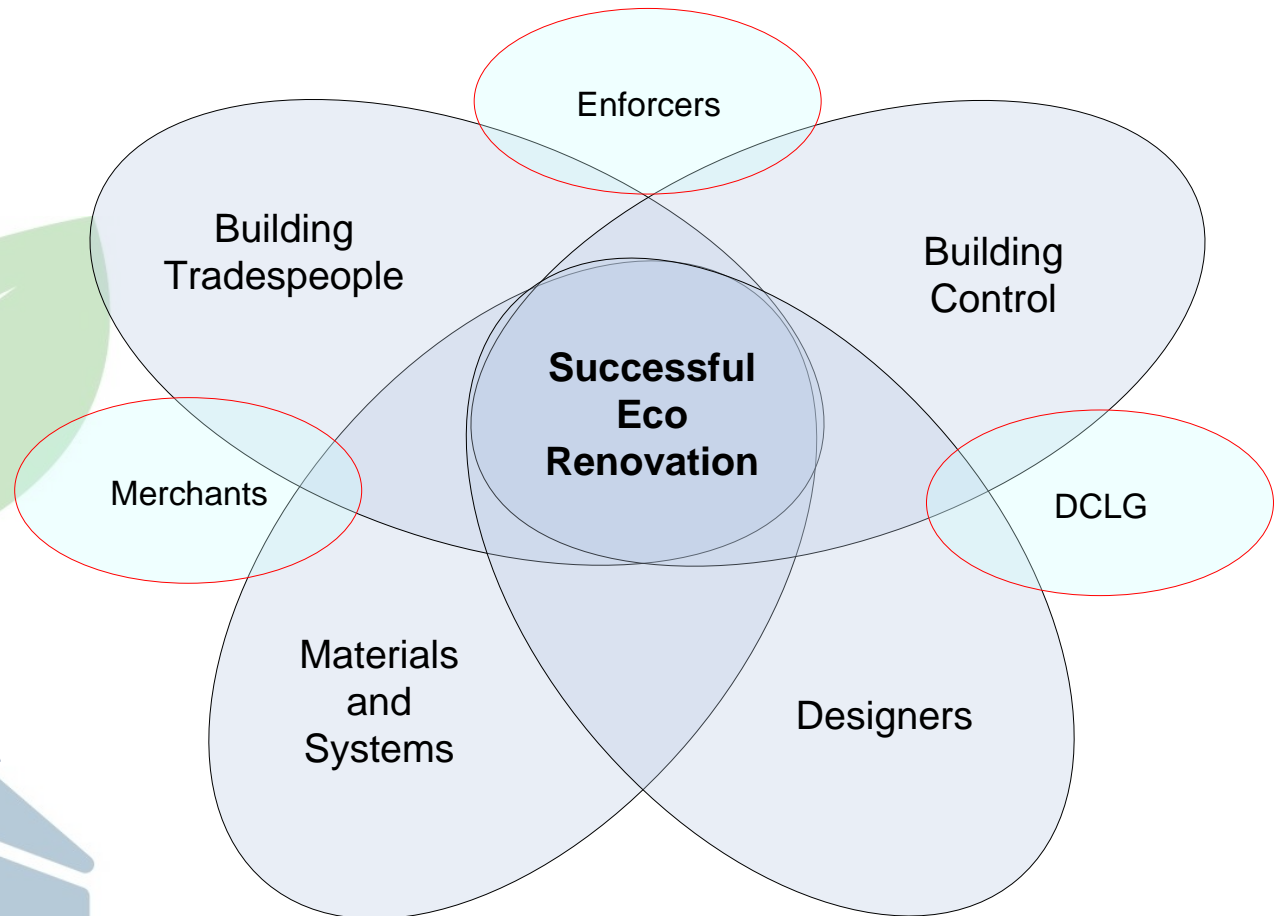 Enforcers
Building
Tradespeople
Building
Control
Successful
Eco
Renovation
Merchants
DCLG
Materials
and
Systems
Designers